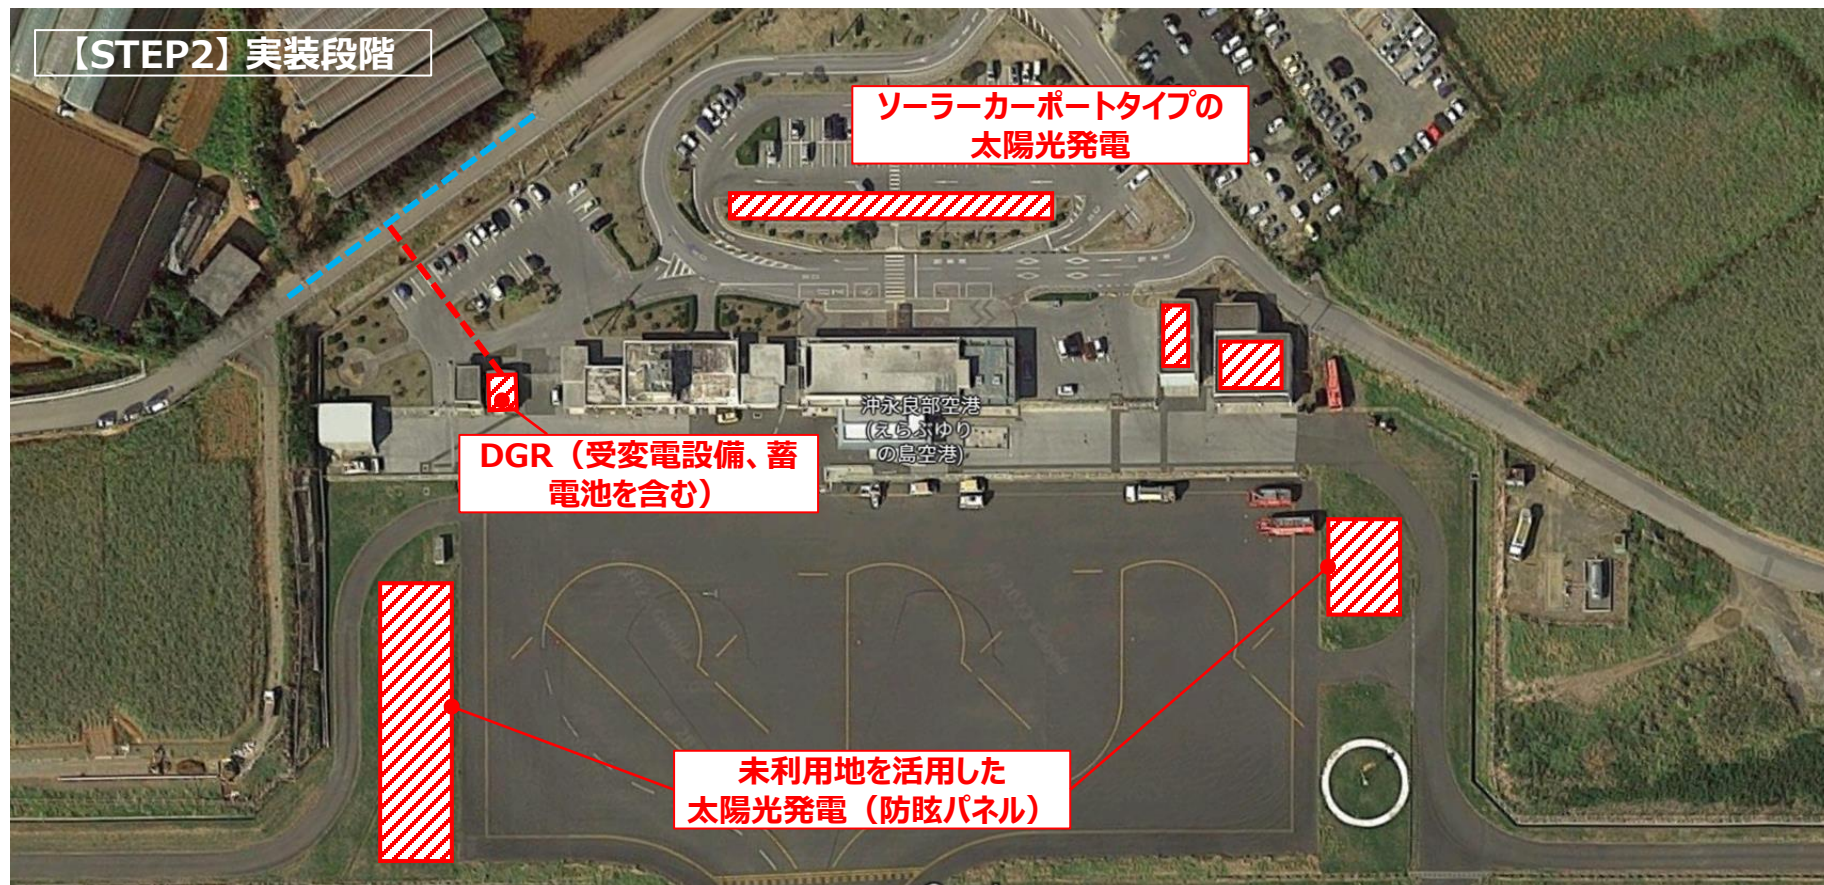 【STEP2】実装段階
ソーラーカーポートタイプの
太陽光発電
沖永良部空港
(えらぶゆり
の島空港)
DGR（受変電設備、蓄
電池を含む）
未利用地を活用した
太陽光発電（防眩パネル）